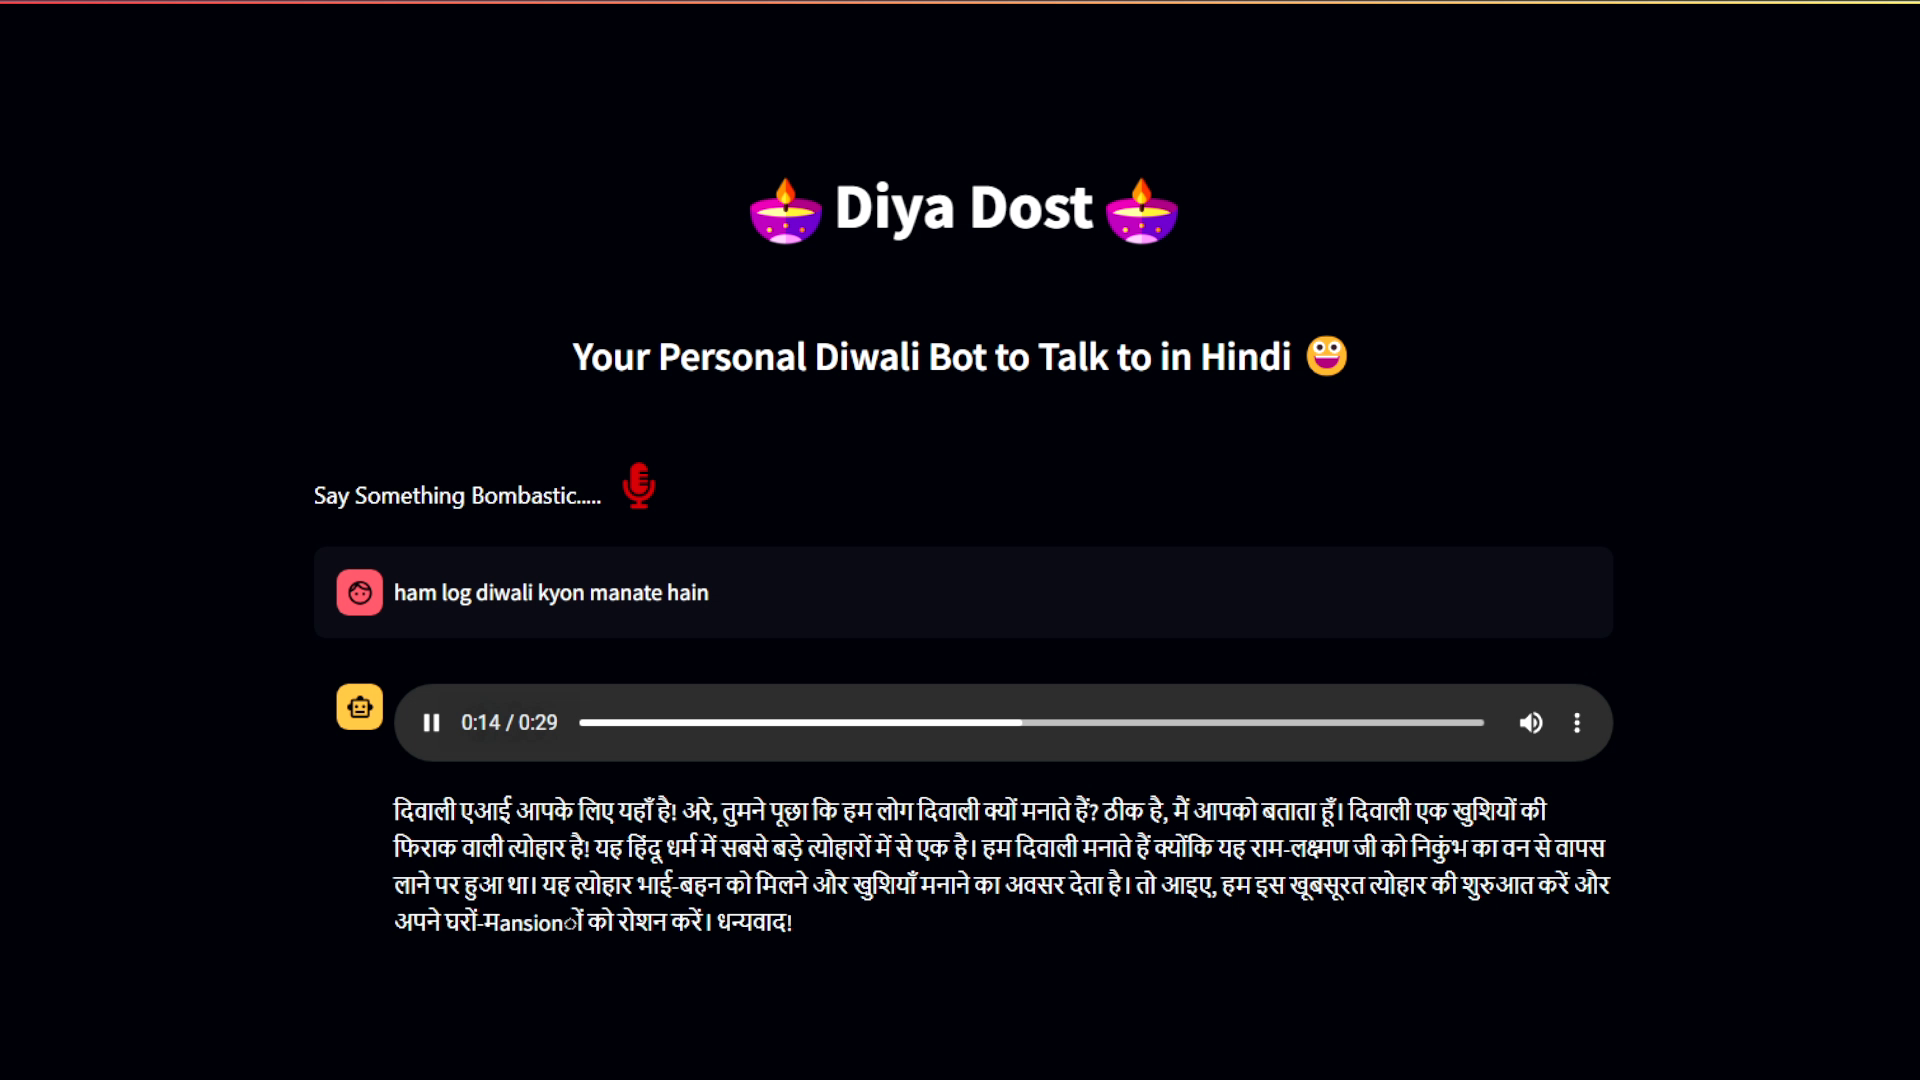 Diya Dost
Your Personal Diwali Bot to Talk to in Hindi
Say Something Bombastic.....
ham log diwali kyon manate hain
0:14 / 0:29
दिवाली एआई आपके लिए यहाँ है! अरे, तुमने पूछा कि हम लोग दिवाली क्यों मनाते हैं? ठीक है, मैं आपको बताता हूँ। दिवाली एक खुशियों की
फिराक वाली त्योहार है! यह हिंदू धर्म में सबसे बड़े त्योहारों में से एक है। हम दिवाली मनाते हैं क्योंकि यह राम-लक्ष्मण जी को निकुंभ का वन से वापस
लाने पर हुआ था। यह त्योहार भाई-बहन को मिलने और खुशियाँ मनाने का अवसर देता है। तो आइए, हम इस खूबसूरत त्योहार की शुरुआत करें और
अपने घरों-मansionों को रोशन करें। धन्यवाद!